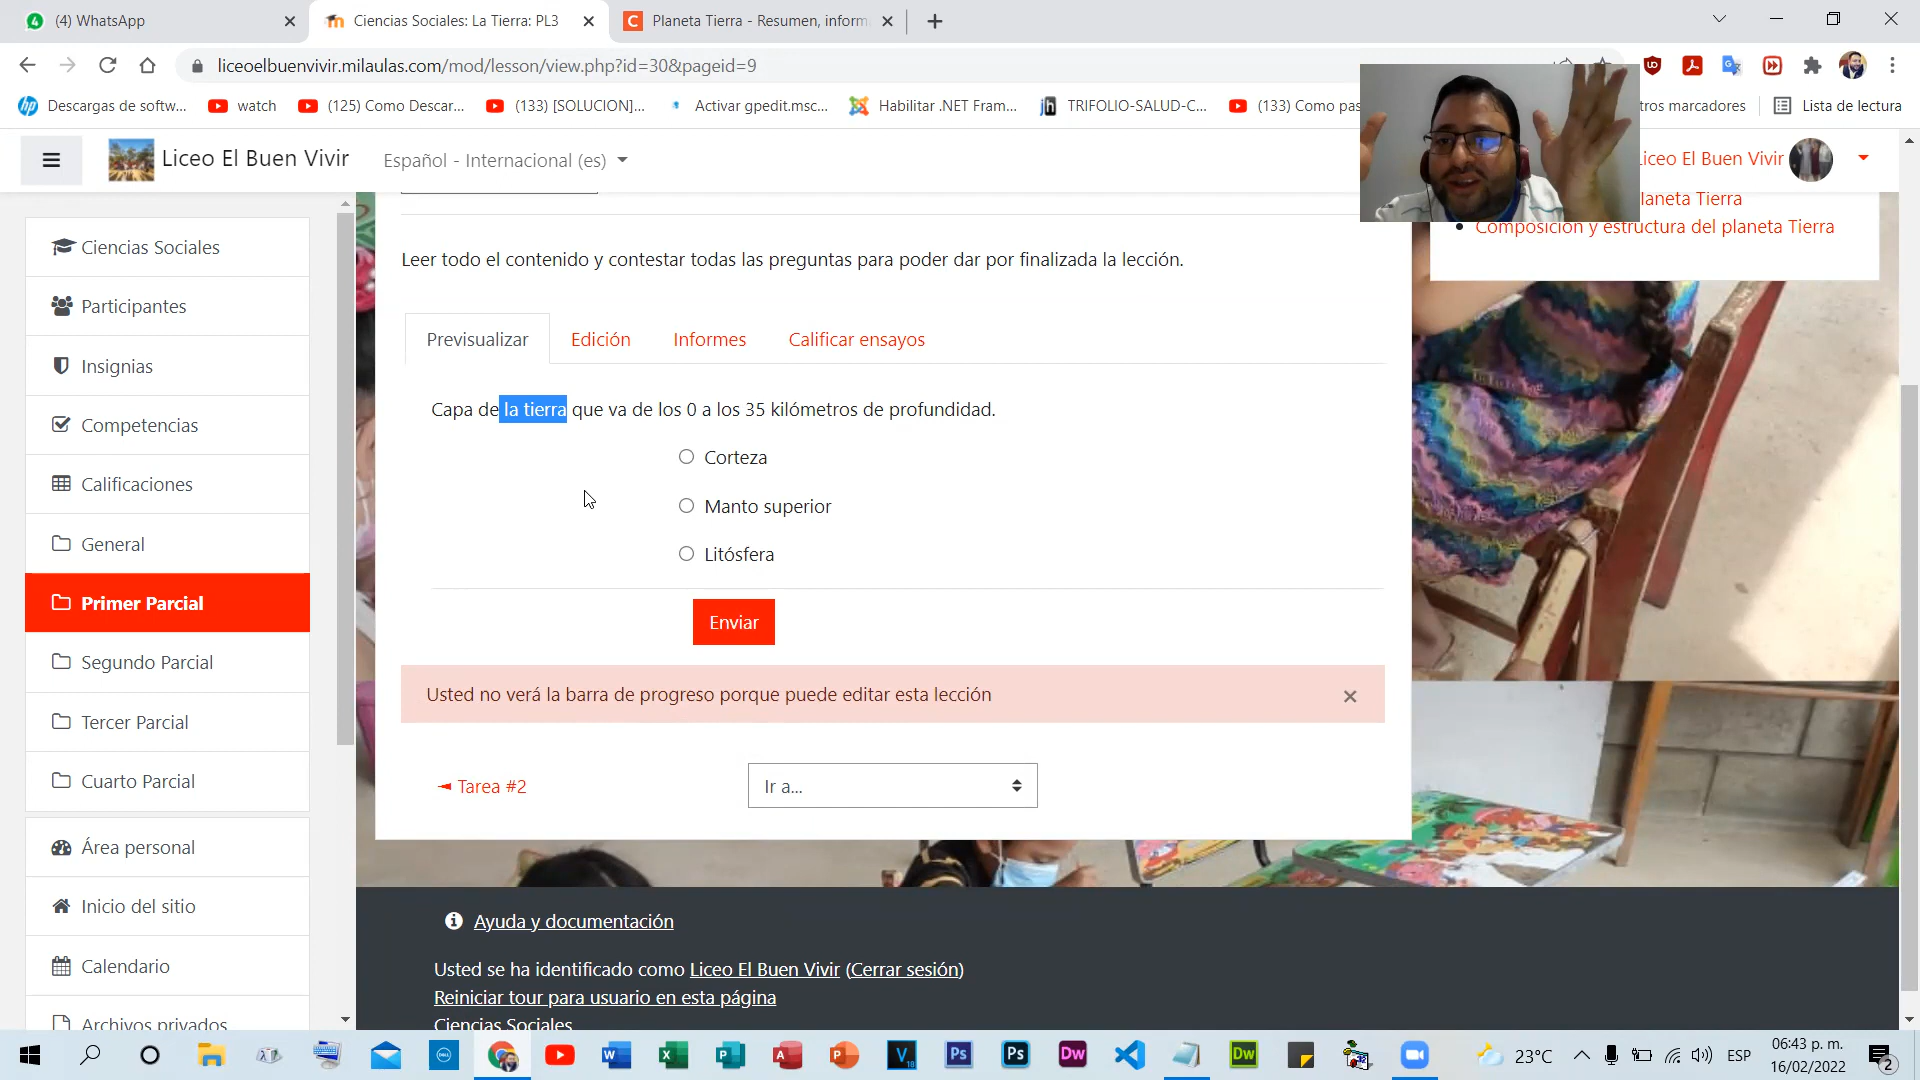 (4) WhatsApp
Ciencias Sociales: La Tierra: PL3
Planeta Tierra - Resumen, inform
liceoelbuenvivir.milaulas.com/mod/lesson/view.php?id=30&pageid=9
Descargas de softw...
watch
(125) Como Descar...
(133) [SOLUCION]...
Activar gpedit.msc...
Habilitar .NET Fram...
TRIFOLIO-SALUD-C...
(133) Como pas
tros marcadores
Lista de lectura
Liceo El Buen Vivir
Español - Internacional (es)
iceo El Buen Vivir
laneta Tierra
Composición y estructura del planeta Tierra
Ciencias Sociales
Participantes
Insignias
Competencias
Calificaciones
General
Primer Parcial
Segundo Parcial
Tercer Parcial
Cuarto Parcial
Área personal
Inicio del sitio
Calendario
Archivos privados
Leer todo el contenido y contestar todas las preguntas para poder dar por finalizada la lección.
Previsualizar
Edición
Informes
Calificar ensayos
Capa de la tierra que va de los 0 a los 35 kilómetros de profundidad.
Corteza
Manto superior
Litósfera
Enviar
Usted no verá la barra de progreso porque puede editar esta lección
◄ Tarea #2
Ir a...
Ayuda y documentación
Usted se ha identificado como Liceo El Buen Vivir (Cerrar sesión)
Reiniciar tour para usuario en esta página
Ciencias Sociales
23°C
ESP
06:43 p. m.
16/02/2022
2